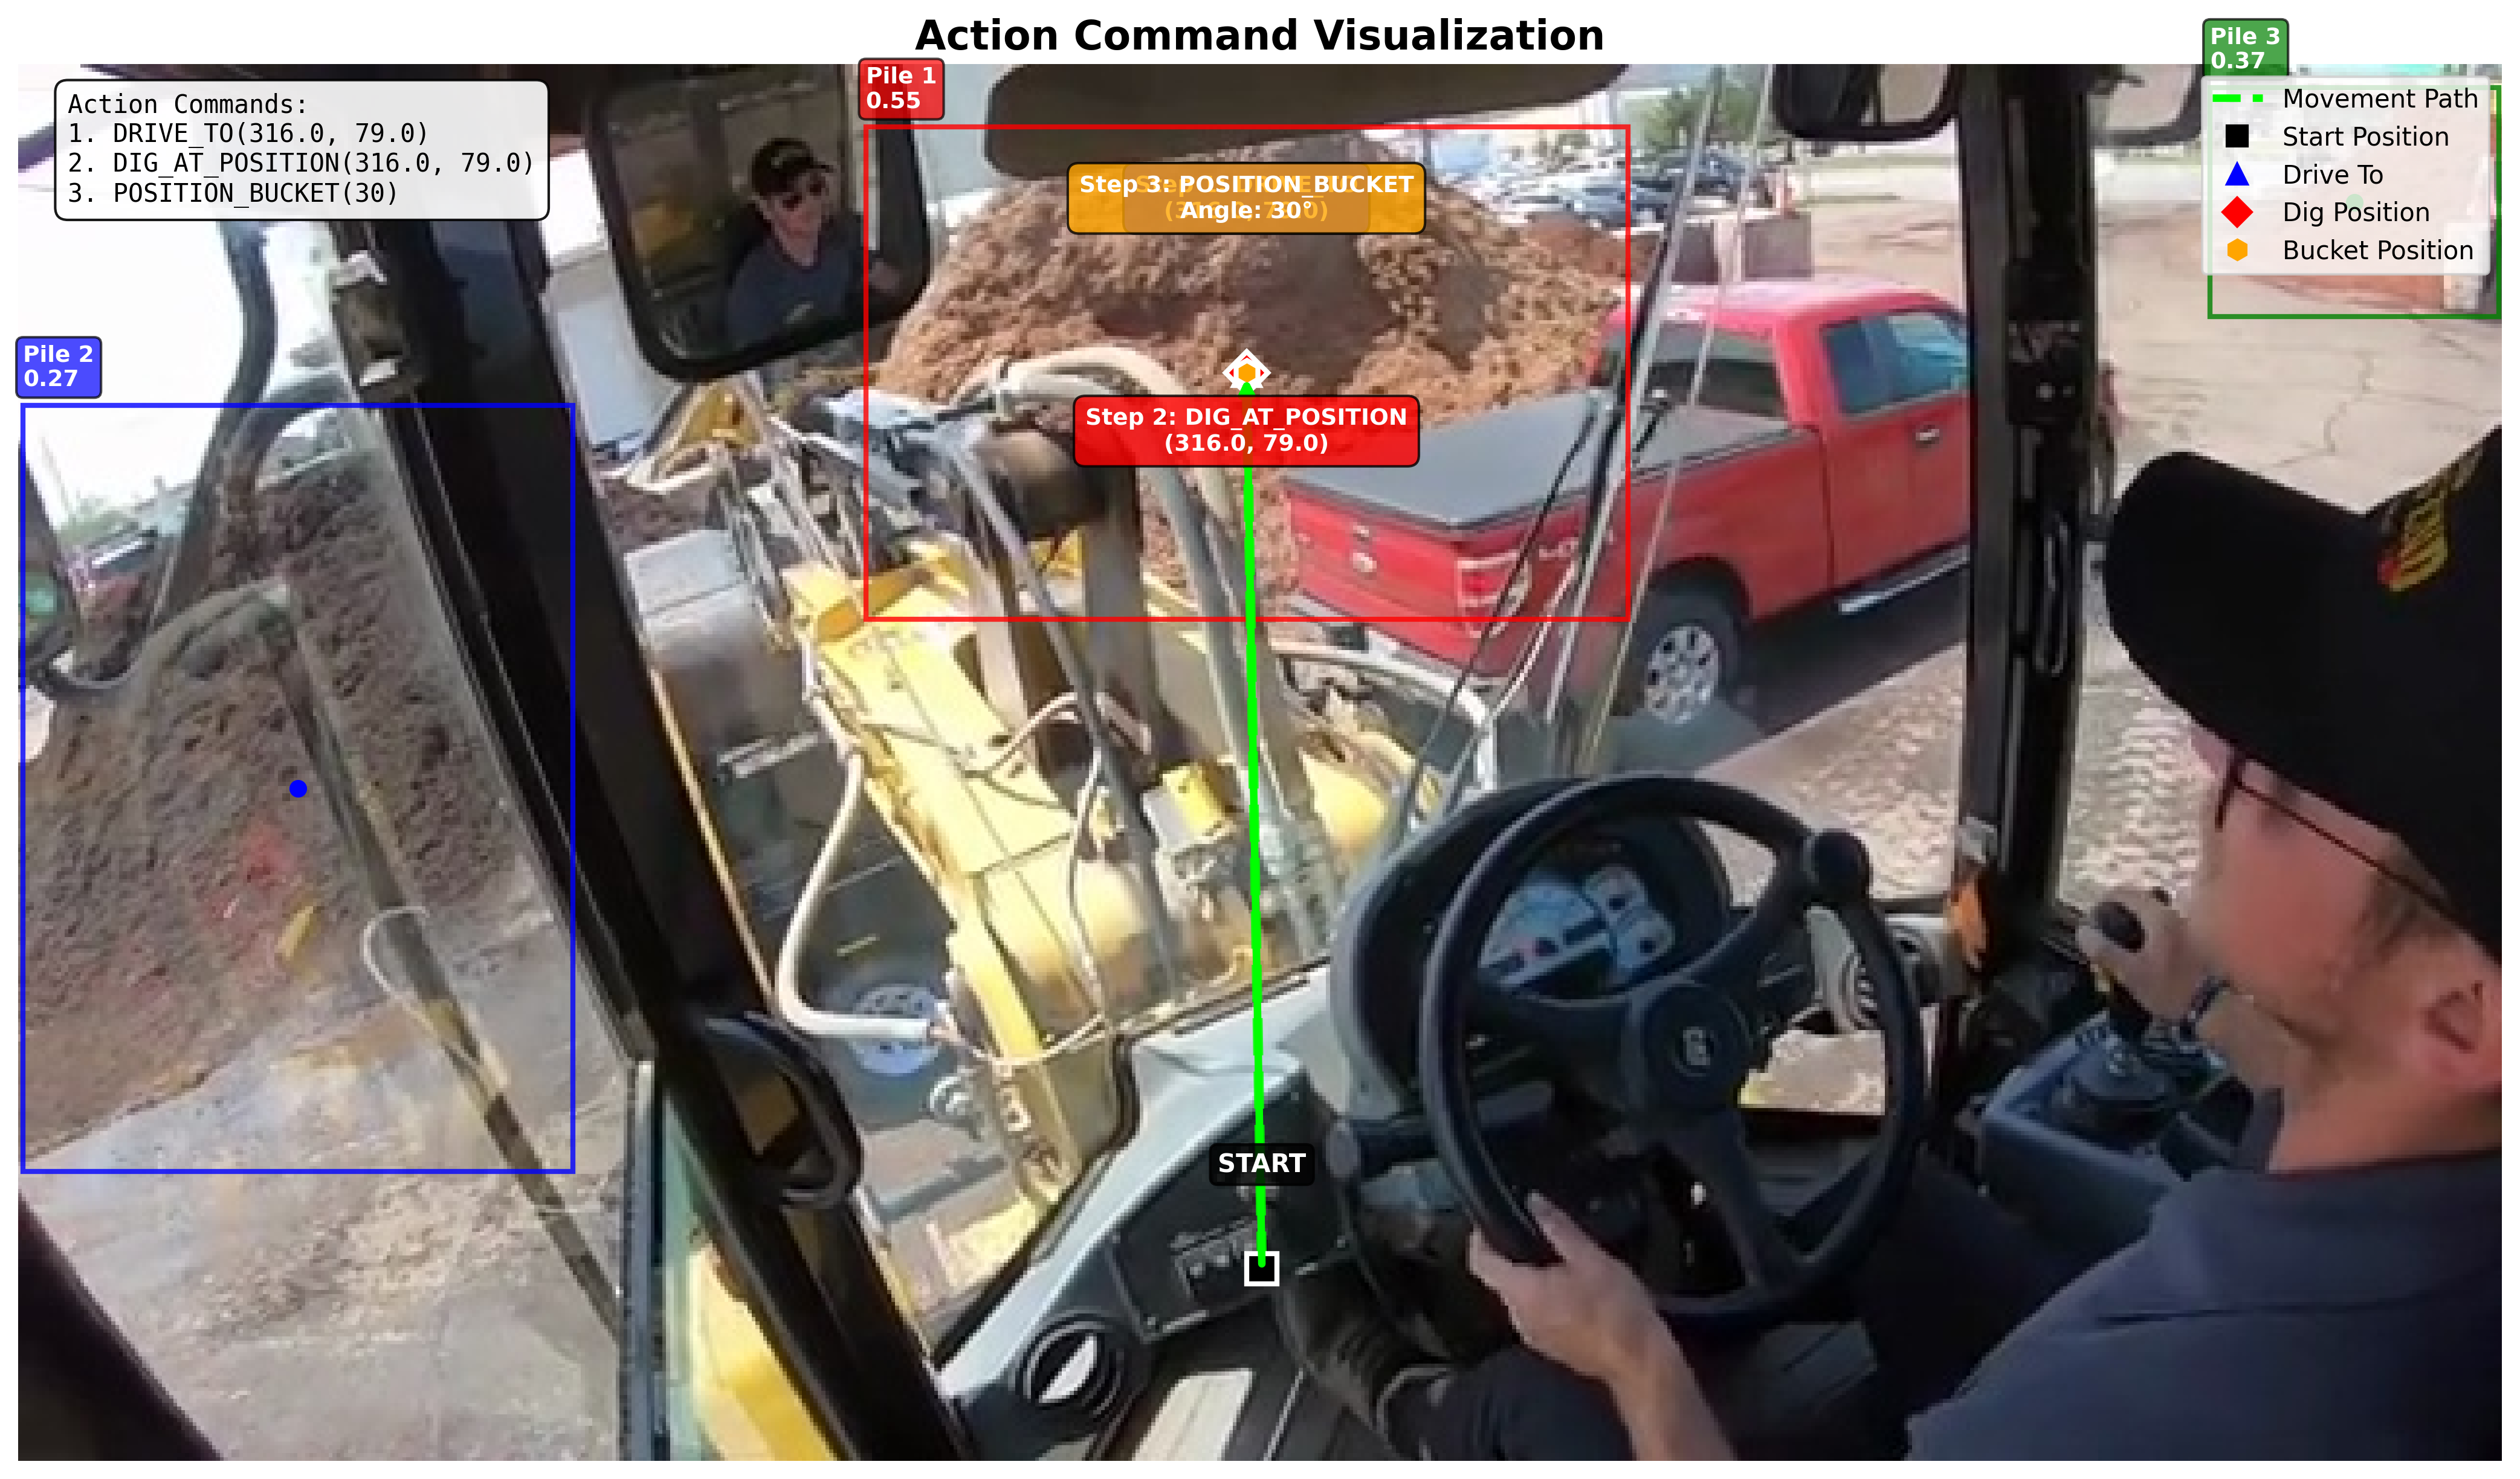 Action Command Visualization
Action Commands:
1. DRIVE_TO(316.0, 79.0)
2. DIG_AT_POSITION(316.0, 79.0)
3. POSITION_BUCKET(30)
Pile 1
0.55
Pile 3
0.37
Movement Path
Start Position
Drive To
Dig Position
Bucket Position
Step 3: POSITION_BUCKET
Angle: 30°
Pile 2
0.27
Step 2: DIG_AT_POSITION
(316.0, 79.0)
START